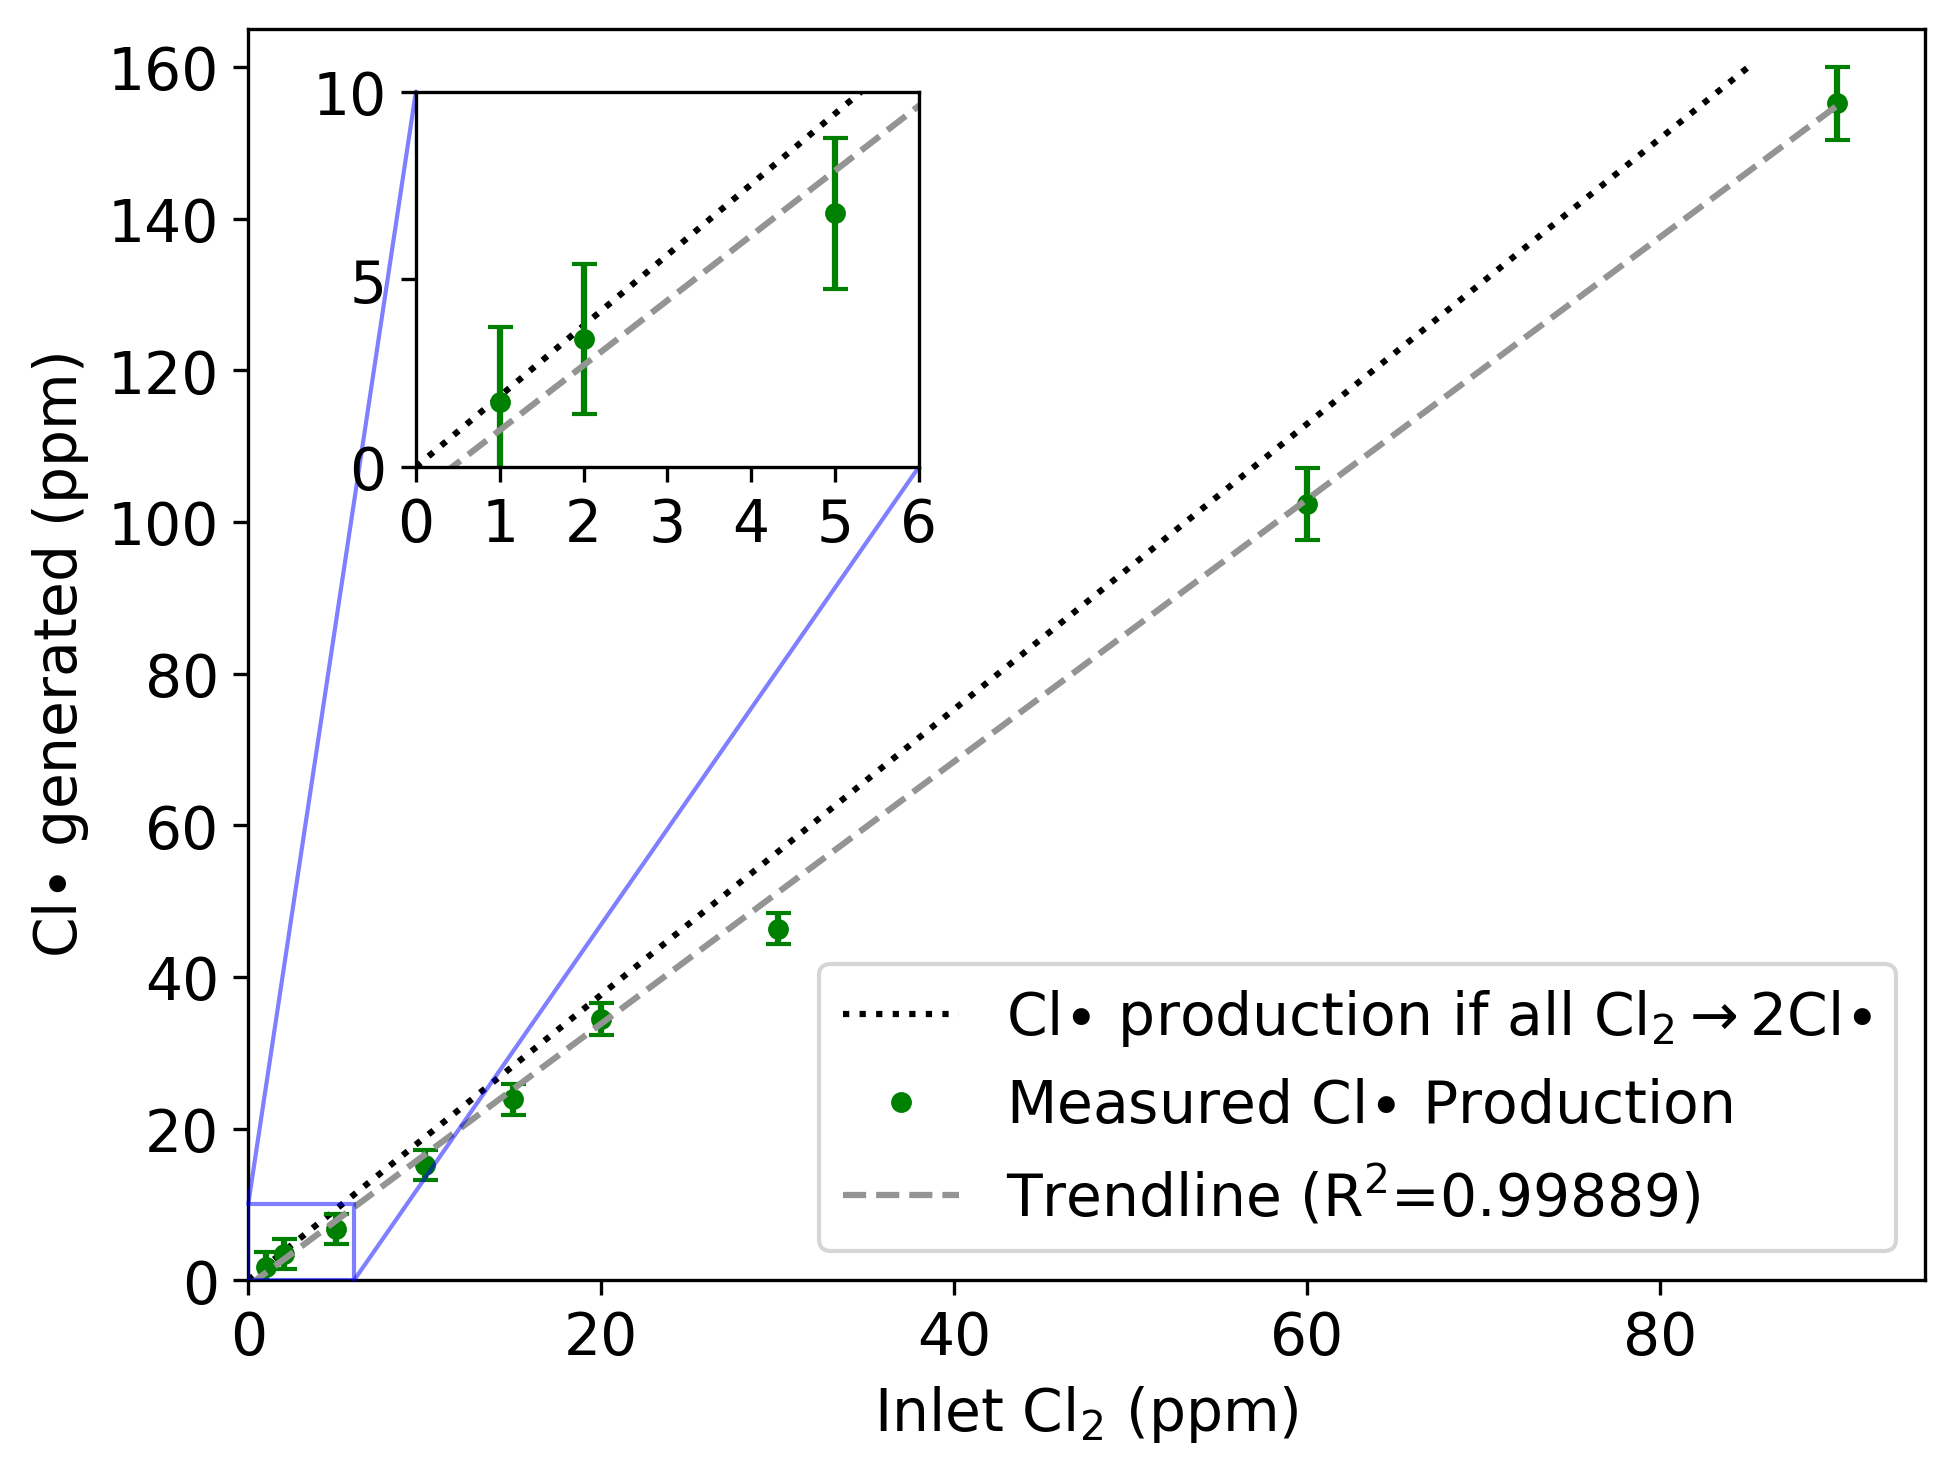 160
140
120
100
80
60
40
20
0
Cl• generated (ppm)
10
5
0
0 1 2 3 4 5 6
Cl• production if all Cl₂→2Cl•
Measured Cl• Production
Trendline (R²=0.99889)
0 20 40 60 80
Inlet Cl₂ (ppm)